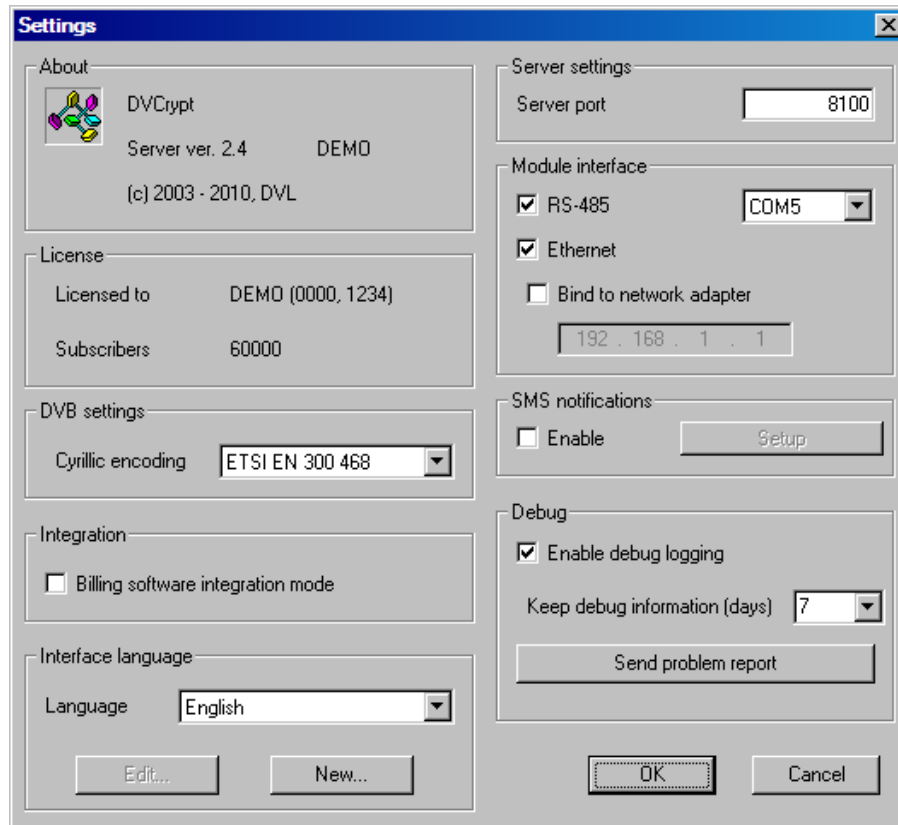 Settings
About
DVCrypt
Server ver. 2.4 DEMO
(c) 2003 - 2010, DVL
License
Licensed to DEMO (0000, 1234)
Subscribers 60000
DVB settings
Cyrillic encoding ETSI EN 300 468
Integration
Billing software integration mode
Interface language
Language English
Edit... New...
Server settings
Server port 8100
Module interface
RS-485 COM5
Ethernet
Bind to network adapter
192 . 168 . 1 . 1
SMS notifications
Enable Setup
Debug
Enable debug logging
Keep debug information (days) 7
Send problem report
OK Cancel